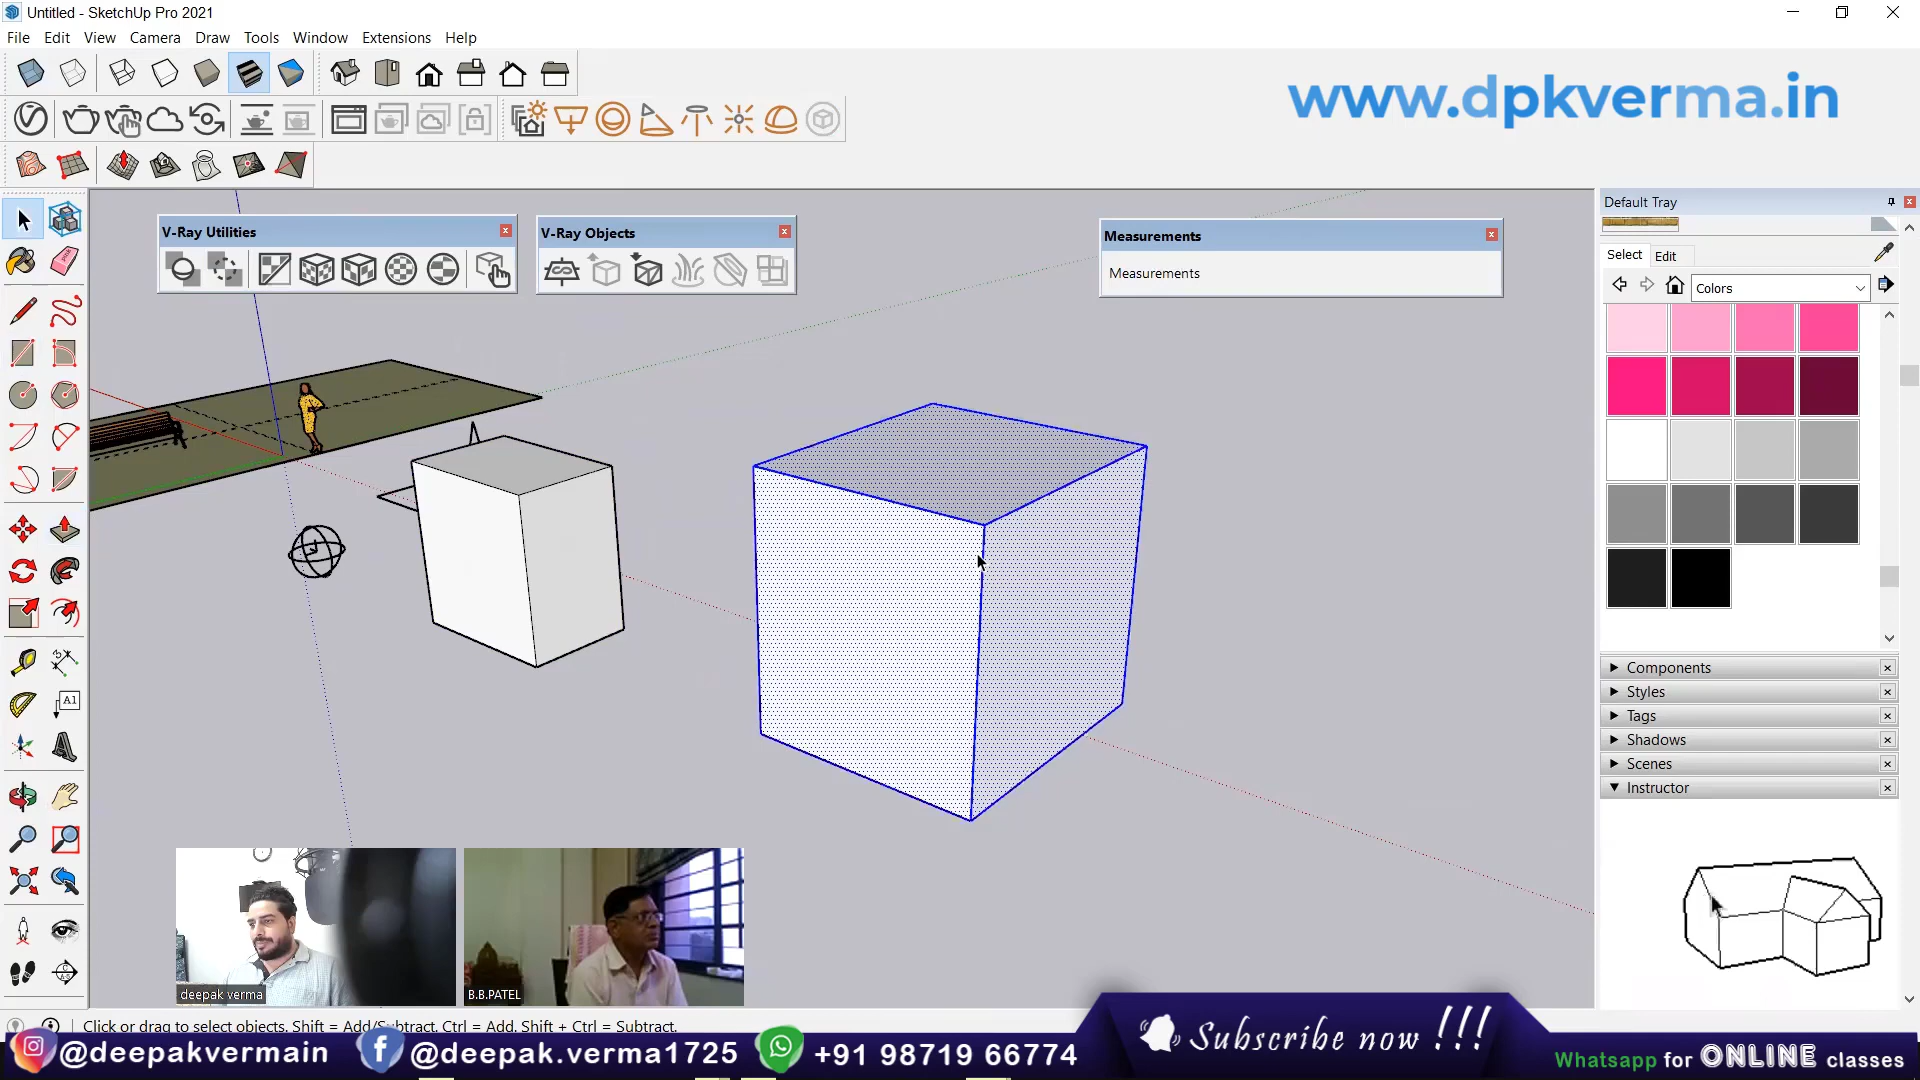 Untitled - SketchUp Pro 2021
File Edit View Camera Draw Tools Window Extensions Help
www.dpkverma.in
Default Tray
V-Ray Utilities
V-Ray Objects
Measurements
Measurements
Select Edit
Colors
A1
Components
Styles
Tags
Shadows
Scenes
Instructor
deepak verma
B.B.PATEL
Click or drag to select objects. Shift = Add/Subtract. Ctrl = Add. Shift + Ctrl = Subtract.
@deepakvermain
@deepak.verma1725
+91 98719 66774
Subscribe now !!!
Whatsapp for ONLINE classes